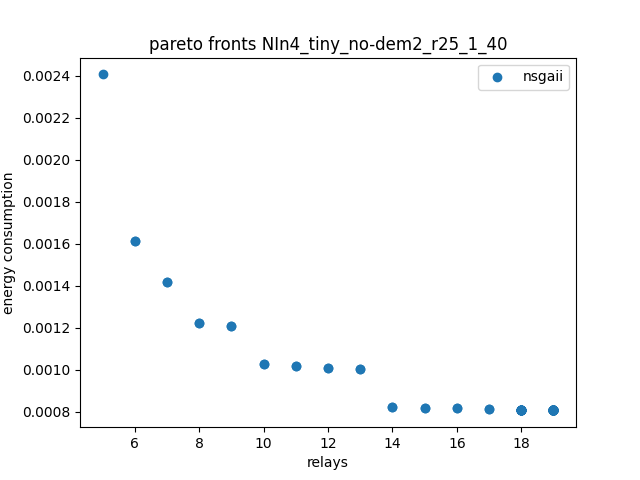 pareto fronts NIn4_tiny_no-dem2_r25_1_40
nsgaii
energy consumption
0.0024
0.0022
0.0020
0.0018
0.0016
0.0014
0.0012
0.0010
0.0008
6 8 10 12 14 16 18
relays